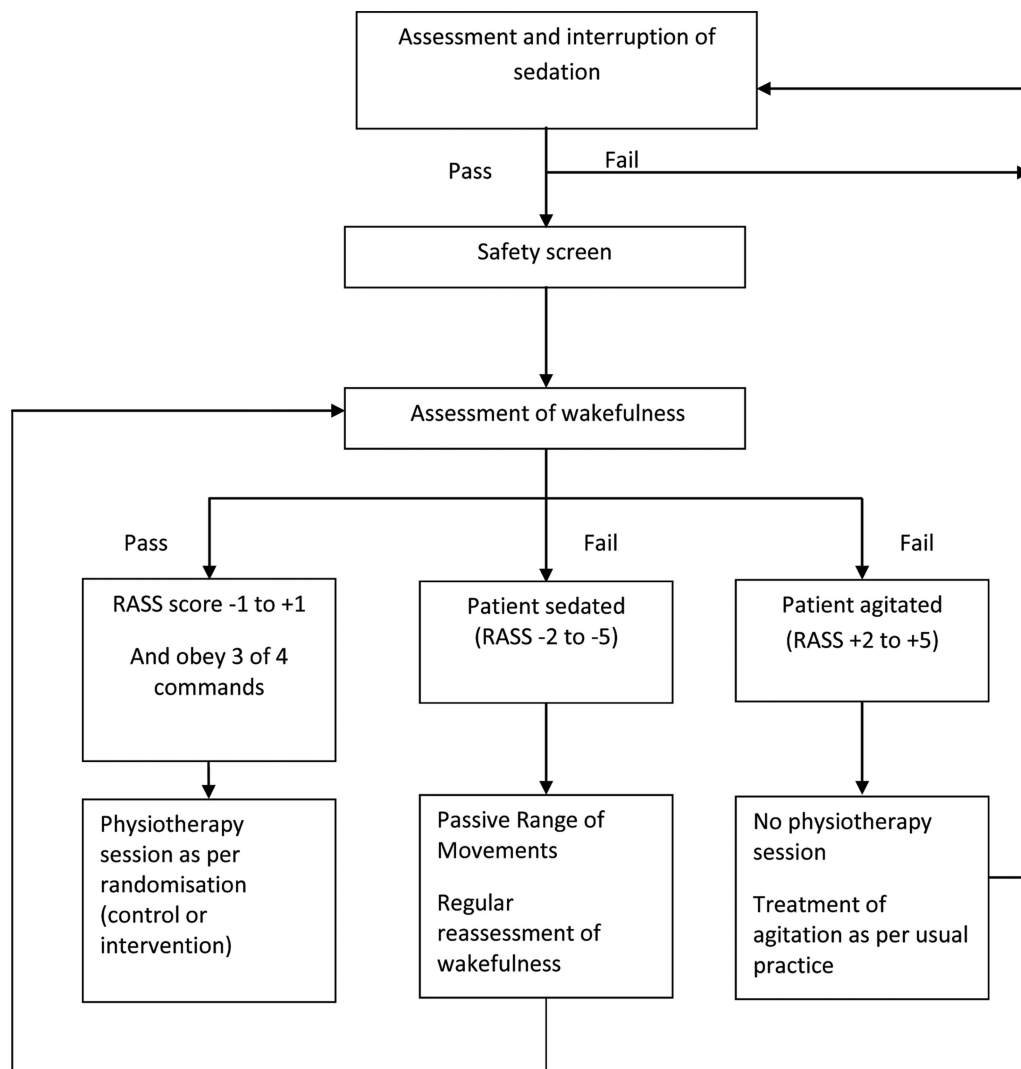 Assessment and interruption of
sedation
Pass
Fail
Safety screen
Assessment of wakefulness
Pass
Fail
Fail
RASS score -1 to +1
And obey 3 of 4
commands
Patient sedated
(RASS -2 to -5)
Patient agitated
(RASS +2 to +5)
Physiotherapy
session as per
randomisation
(control or
intervention)
Passive Range of
Movements
Regular
reassessment of
wakefulness
No physiotherapy
session
Treatment of
agitation as per usual
practice